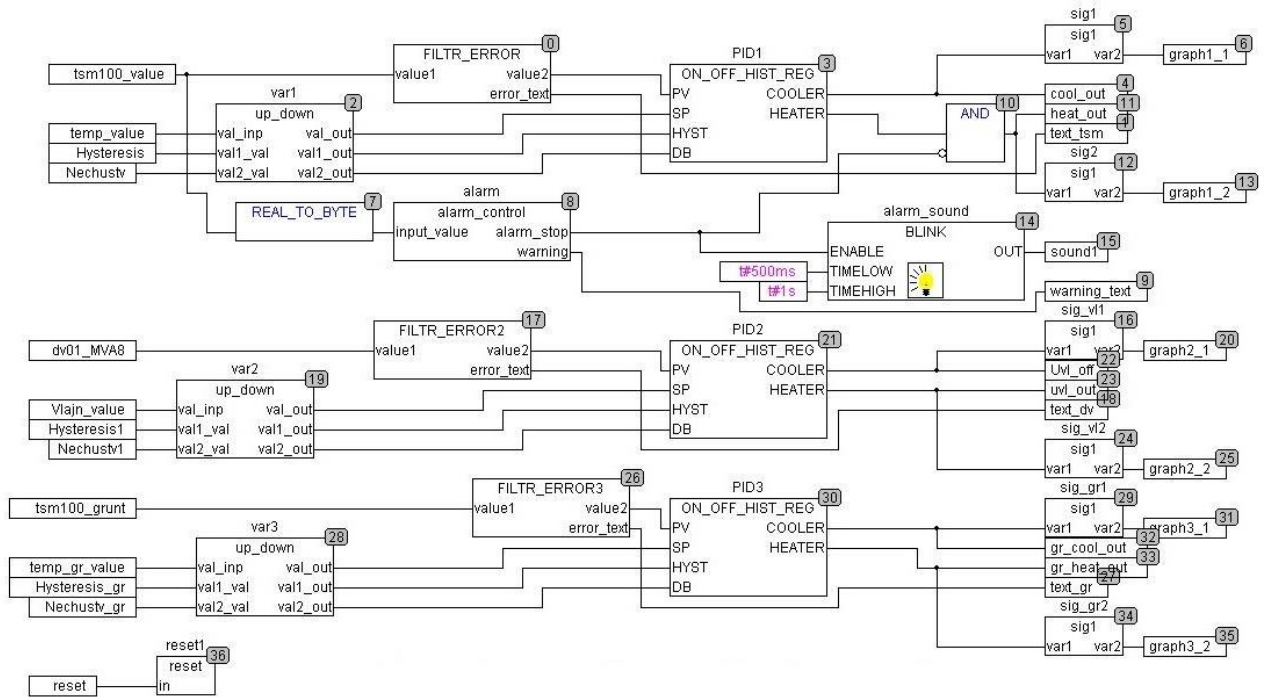 sig1
sig1 5
var1 var2 graph1_1 6
FILTR_ERROR 0
value1 value2
error_text
tsm100_value
PID1
ON_OFF_HIST_REG 3
PV COOLER
SP HEATER
HYST
DB
cool_out 4
heat_out 11
text_tsm 1
AND 10
var1
up_down 2
temp_value val_inp val_out
Hysteresis val1_val val1_out
Nechustv val2_val val2_out
sig2
sig1 12
var1 var2 graph1_2 13
REAL_TO_BYTE 7
alarm
alarm_control 8
input_value alarm_stop
warning
alarm_sound
BLINK 14
ENABLE OUT sound1 15
t#500ms TIMELOW
t#1s TIMEHIGH
warning_text 9
sig_vl1
sig1 16
var1 var2 graph2_1 20
FILTR_ERROR2 17
dv01_MVA8 value1 value2
error_text
PID2
ON_OFF_HIST_REG 21
PV COOLER
SP HEATER
HYST
DB
Uvl_off 22
uvl_out 23
text_dv 18
var2
up_down 19
Vlajn_value val_inp val_out
Hysteresis1 val1_val val1_out
Nechustv1 val2_val val2_out
sig_vl2
sig1 24
var1 var2 graph2_2 25
FILTR_ERROR3 26
tsm100_grunt value1 value2
error_text
PID3
ON_OFF_HIST_REG 30
PV COOLER
SP HEATER
HYST
DB
sig_gr1
sig1 29
var1 var2 graph3_1 31
gr_cool_out 32
gr_heat_out 33
text_gr 27
var3
up_down 28
temp_gr_value val_inp val_out
Hysteresis_gr val1_val val1_out
Nechustv_gr val2_val val2_out
sig_gr2
sig1 34
var1 var2 graph3_2 35
reset1
reset 36
reset in